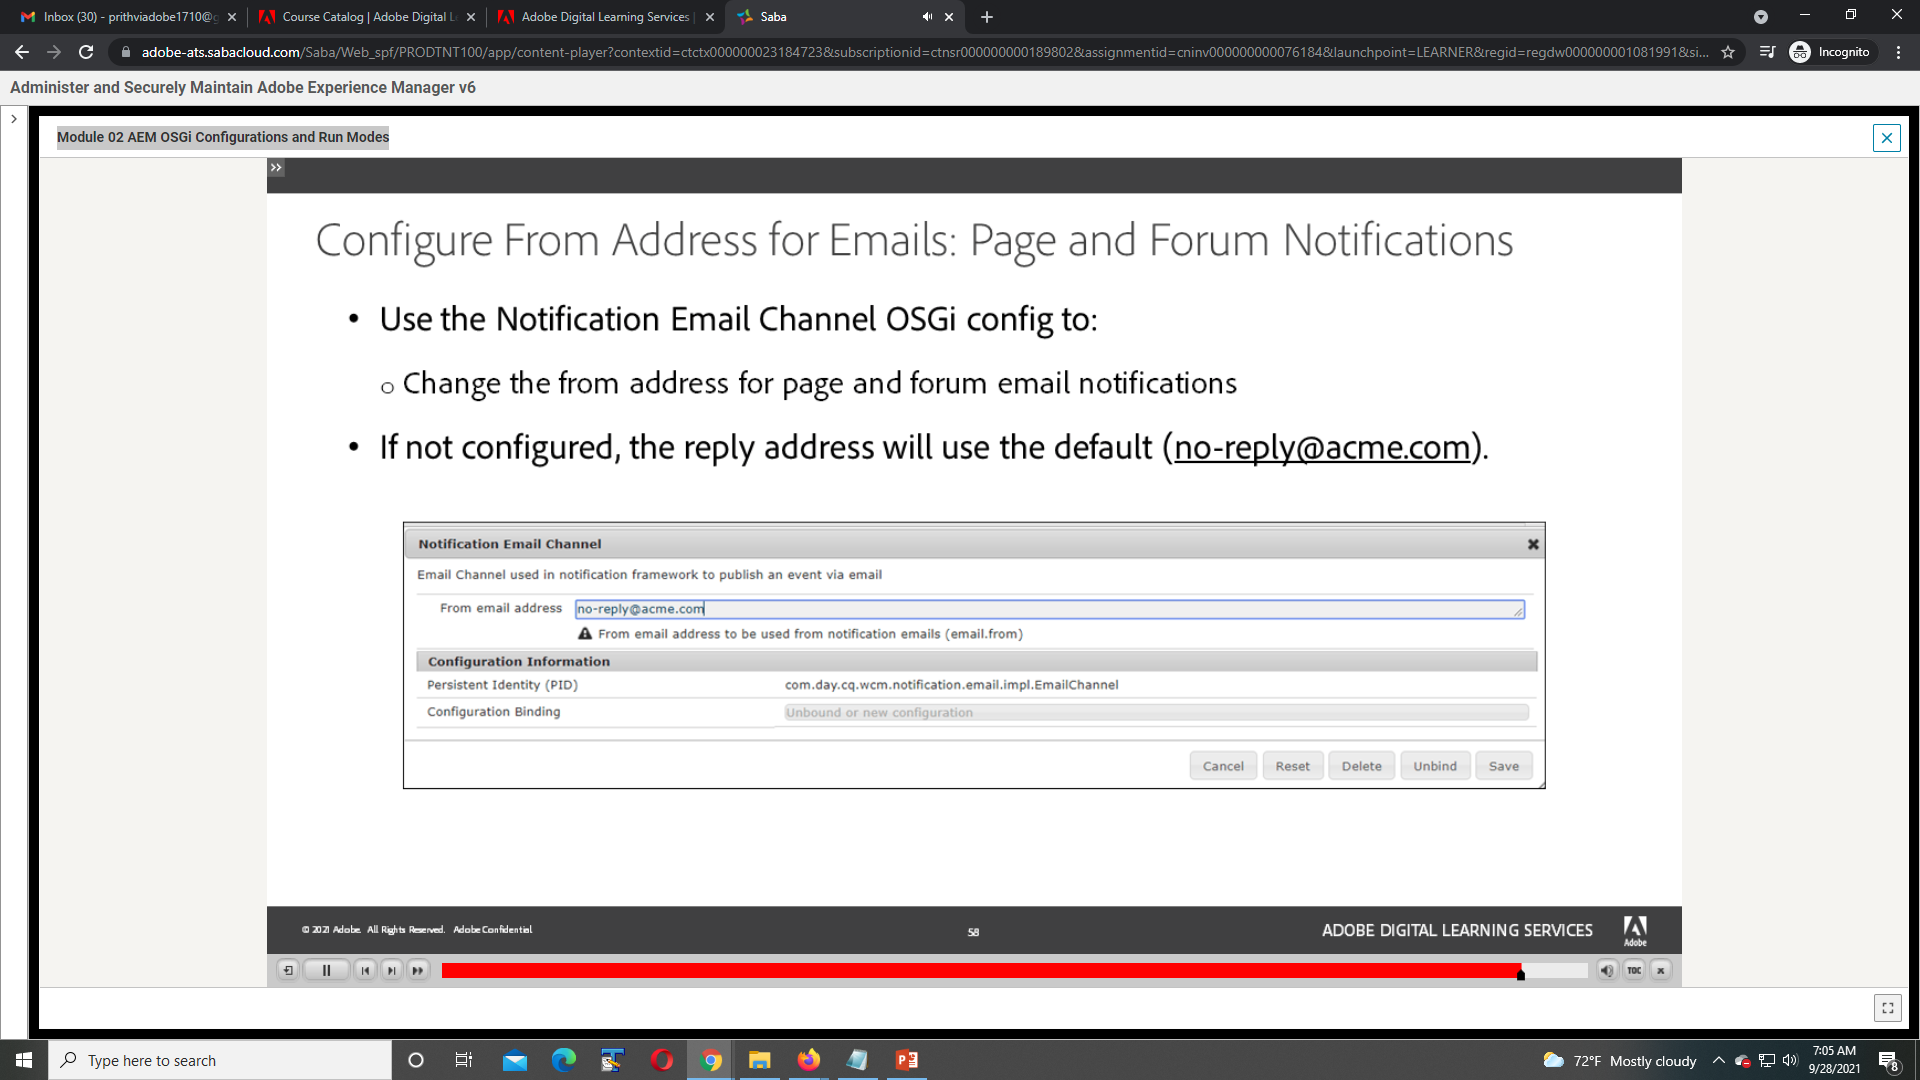 Inbox (30) - prithviadobe1710@g
Course Catalog | Adobe Digital L
Adobe Digital Learning Services |
Saba
adobe-ats.sabacloud.com/Saba/Web_spf/PRODTNT100/app/content-player?contextid=ctctx000000023184723&subscriptionid=ctnsr0000000000189802&assignmentid=cninv000000000076184&launchpoint=LEARNER&regid=regdw000000001081991&si...
Incognito
Administer and Securely Maintain Adobe Experience Manager v6
Module 02 AEM OSGi Configurations and Run Modes
Configure From Address for Emails: Page and Forum Notifications
• Use the Notification Email Channel OSGi config to:
o Change the from address for page and forum email notifications
• If not configured, the reply address will use the default (no-reply@acme.com).
Notification Email Channel
Email Channel used in notification framework to publish an event via email
From email address no-reply@acme.com
From email address to be used from notification emails (email.from)
Configuration Information
Persistent Identity (PID) com.day.cq.wcm.notification.email.impl.EmailChannel
Configuration Binding Unbound or new configuration
Cancel Reset Delete Unbind Save
© 2021 Adobe. All Rights Reserved. Adobe Confidential.
58
ADOBE DIGITAL LEARNING SERVICES
Adobe
TOC
Type here to search
72°F Mostly cloudy
7:05 AM
9/28/2021
8